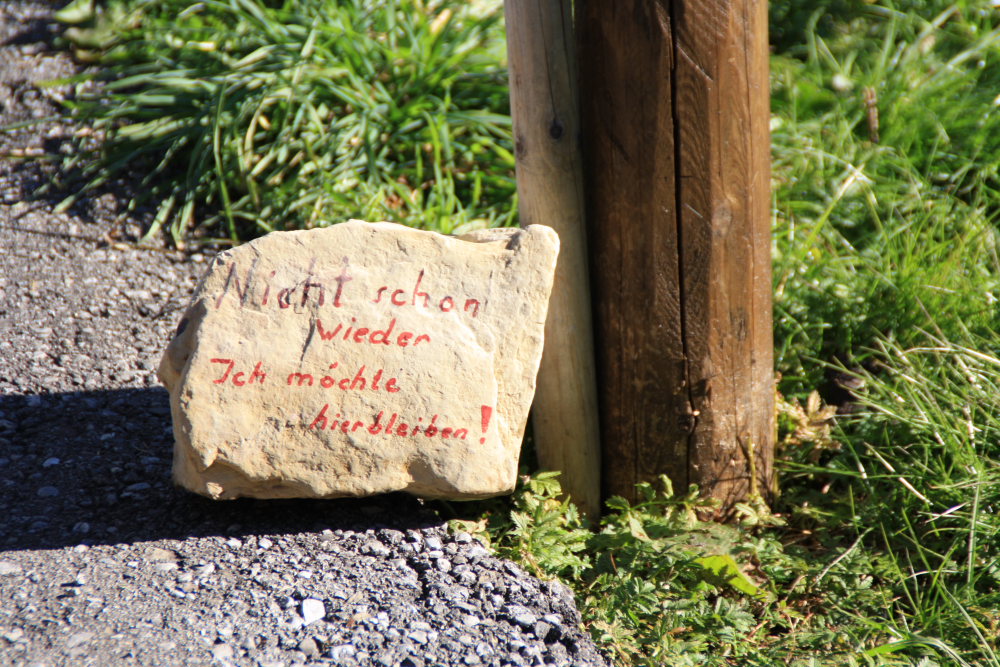 Nicht schon
wieder
Ich möchte
hierbleiben!